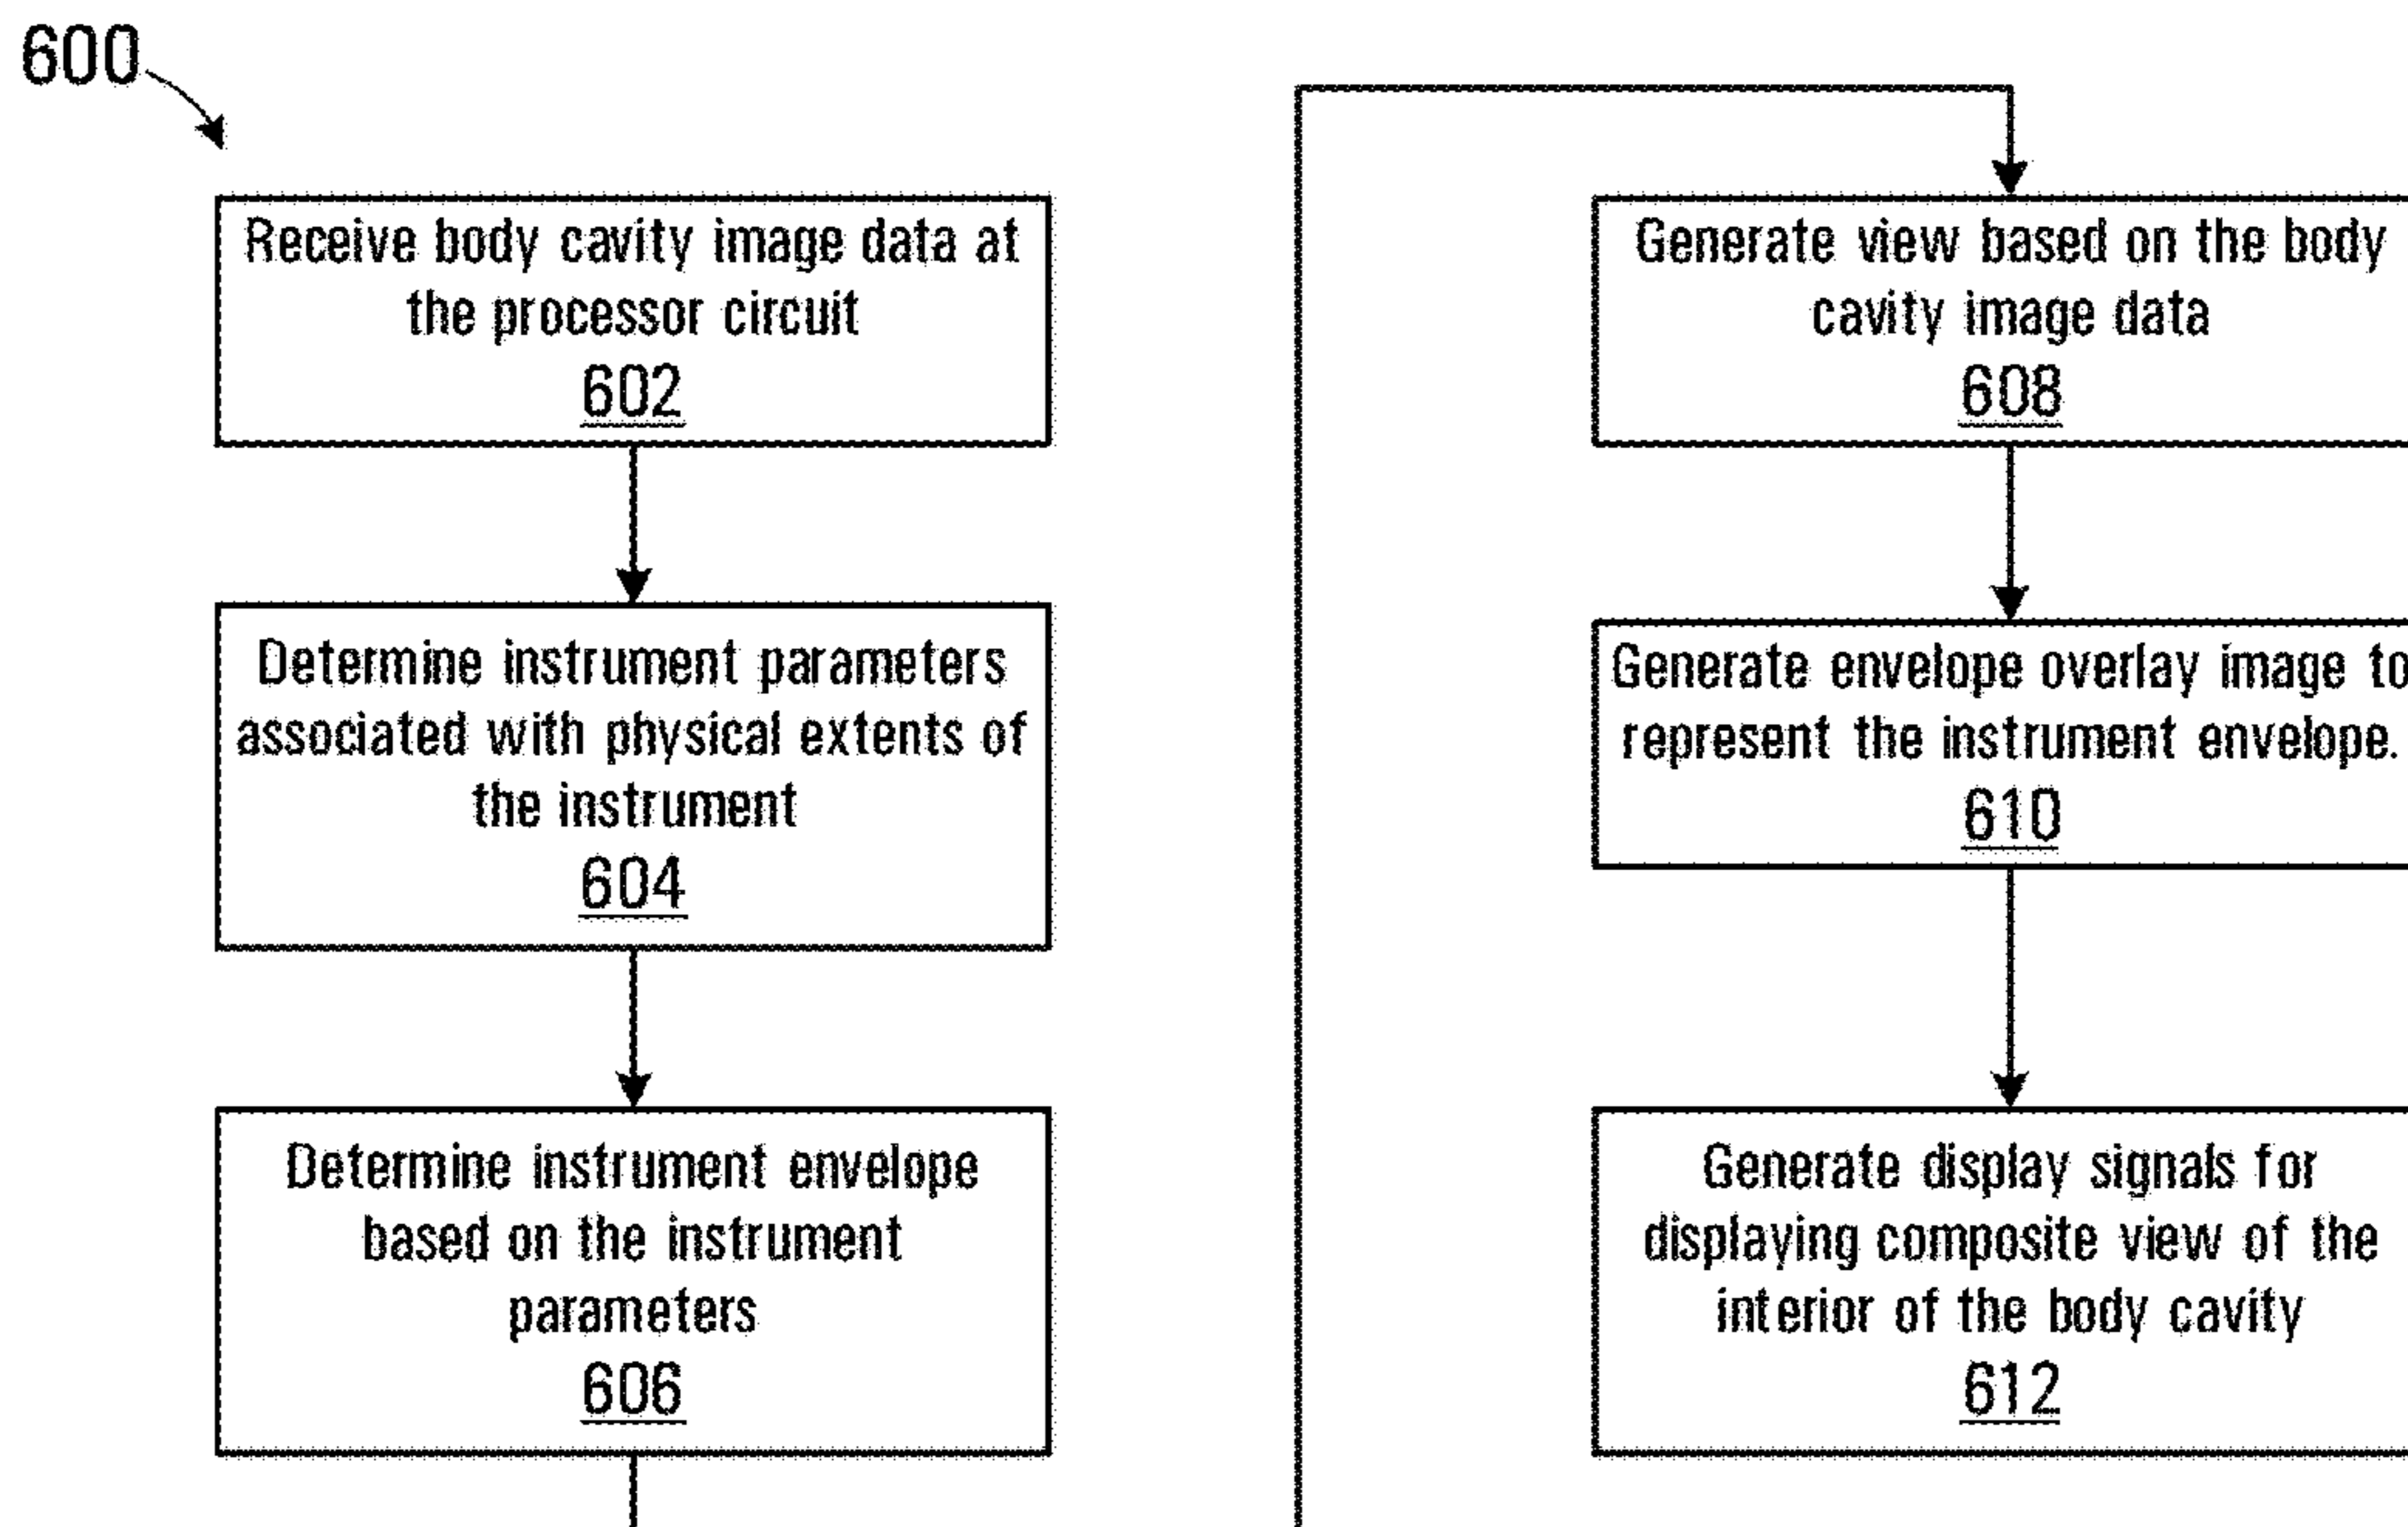 600
Receive body cavity image data at
the processor circuit
602
Determine instrument parameters
associated with physical extents of
the instrument
604
Determine instrument envelope
based on the instrument
parameters
606
Generate view based on the body
cavity image data
608
Generate envelope overlay image to
represent the instrument envelope.
610
Generate display signals for
displaying composite view of the
interior of the body cavity
612